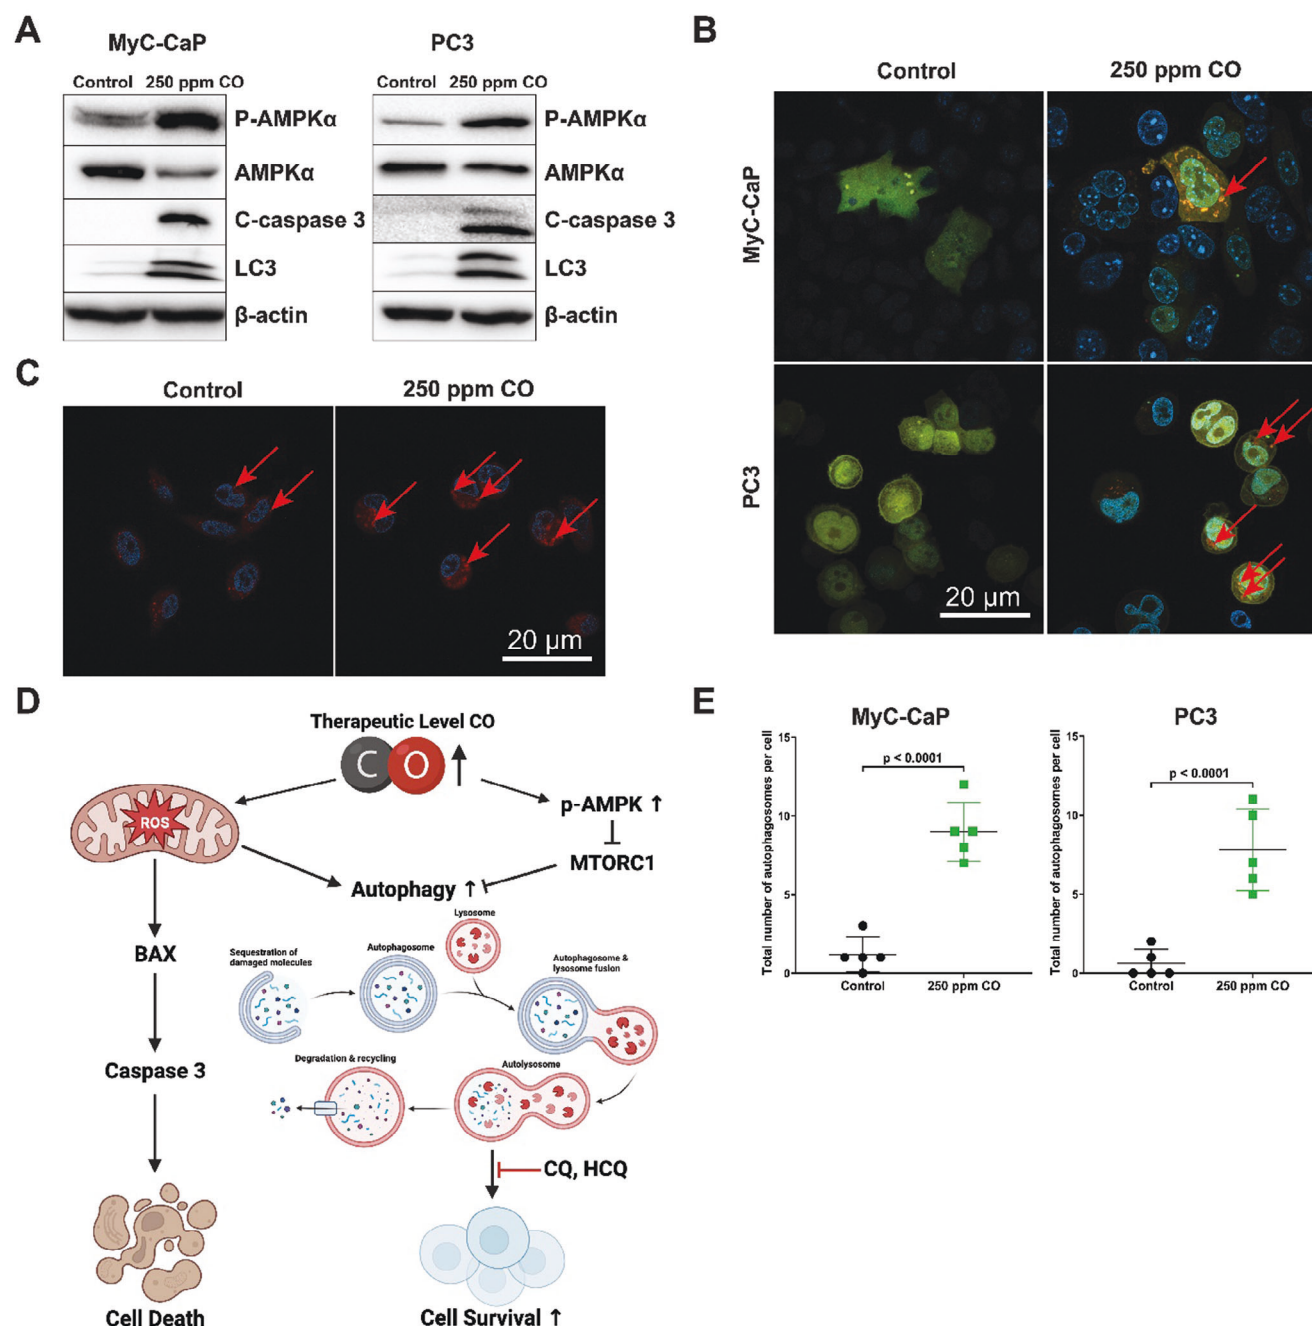 A
MyC-CaP
PC3
Control 250 ppm CO
Control 250 ppm CO
P-AMPKα
AMPKα
C-caspase 3
LC3
β-actin
P-AMPKα
AMPKα
C-caspase 3
LC3
β-actin
B
Control
250 ppm CO
MyC-CaP
PC3
20 µm
C
Control
250 ppm CO
20 µm
D
Therapeutic Level CO
C O
ROS
p-AMPK ↑
MTORC1
Autophagy ↑
BAX
Caspase 3
Cell Death
Lysosome
Sequestration of
damaged molecules
Autophagosome
Autophagosome &
lysosome fusion
Degradation & recycling
Autolysosome
CQ, HCQ
Cell Survival ↑
E
MyC-CaP
Total number of autophagosomes per cell
15
10
5
0
p < 0.0001
Control
250 ppm CO
PC3
Total number of autophagosomes per cell
15
10
5
0
p < 0.0001
Control
250 ppm CO